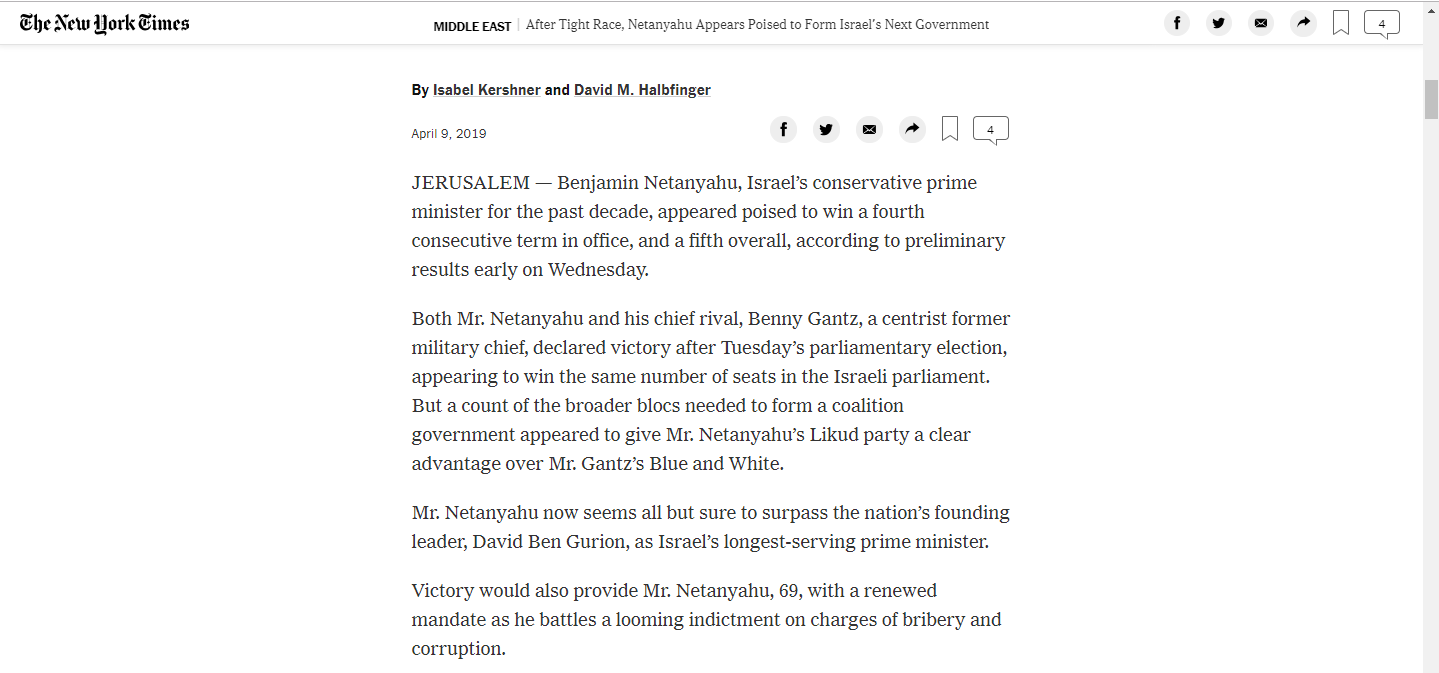 The New York Times
MIDDLE EAST | After Tight Race, Netanyahu Appears Poised to Form Israel's Next Government
4
By Isabel Kershner and David M. Halbfinger
April 9, 2019
4
JERUSALEM — Benjamin Netanyahu, Israel’s conservative prime
minister for the past decade, appeared poised to win a fourth
consecutive term in office, and a fifth overall, according to preliminary
results early on Wednesday.
Both Mr. Netanyahu and his chief rival, Benny Gantz, a centrist former
military chief, declared victory after Tuesday’s parliamentary election,
appearing to win the same number of seats in the Israeli parliament.
But a count of the broader blocs needed to form a coalition
government appeared to give Mr. Netanyahu’s Likud party a clear
advantage over Mr. Gantz’s Blue and White.
Mr. Netanyahu now seems all but sure to surpass the nation’s founding
leader, David Ben Gurion, as Israel’s longest-serving prime minister.
Victory would also provide Mr. Netanyahu, 69, with a renewed
mandate as he battles a looming indictment on charges of bribery and
corruption.